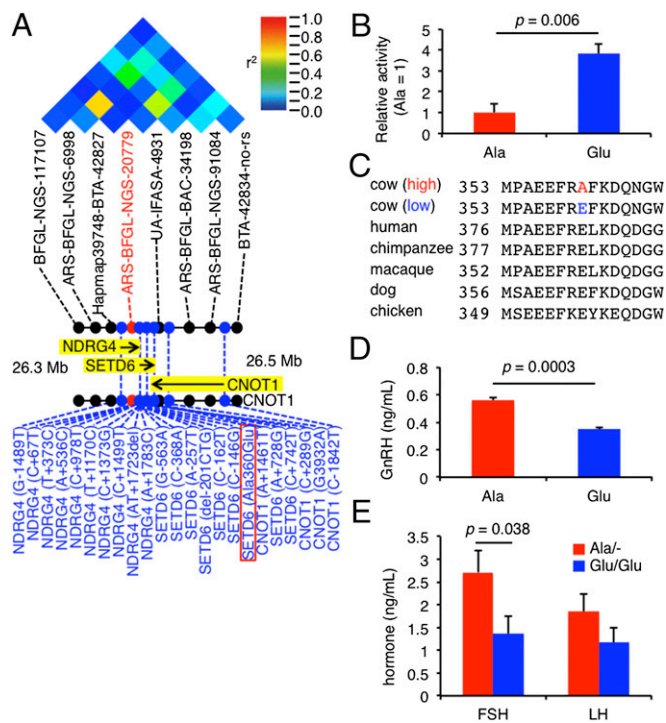 A
r²
1.0
0.8
0.6
0.4
0.2
0.0
BFGL-NGS-117107
ARS-BFGL-NGS-6998
Hapmap39748-BTA-42827
ARS-BFGL-NGS-20779
UA-IFASA-4931
ARS-BFGL-BAC-34198
ARS-BFGL-NGS-91084
BTA-42834-no-rs
NDRG4
SETD6
26.3 Mb
26.5 Mb
CNOT1
CNOT1
NDRG4 (G-1489T)
NDRG4 (C+67T)
NDRG4 (T+373C)
NDRG4 (A+536C)
NDRG4 (C+978T)
NDRG4 (T+1170C)
NDRG4 (C+1373G)
NDRG4 (C+1499T)
NDRG4 (AT+1723del)
NDRG4 (A+1783C)
SETD6 (G-563A)
SETD6 (C-368A)
SETD6 (A-257T)
SETD6 (del-201CTG)
SETD6 (C-162T)
SETD6 (C-146G)
SETD6 (Ala360Glu)
SETD6 (A+728G)
SETD6 (C+742T)
CNOT1 (C-289G)
CNOT1 (G3932A)
CNOT1 (C-1842T)
B
p = 0.006
Relative activity
(Ala = 1)
5
4
3
2
1
0
Ala
Glu
C
cow (high) 353 MPAEEFRAFKDQNGW
cow (low) 353 MPAEEFREFKDQNGW
human 376 MPAEEFRELKDQDGG
chimpanzee 377 MPAEEFRELKDQDGG
macaque 352 MPAEEFRELKDQDGW
dog 356 MSAEEFREFKDQDGW
chicken 349 MSEEEFKEYKEQDGW
D
p = 0.0003
GnRH (ng/mL)
0.8
0.6
0.4
0.2
0
Ala
Glu
E
p = 0.038
Ala/-
Glu/Glu
hormone (ng/mL)
3.5
3
2.5
2
1.5
1
0.5
0
FSH
LH